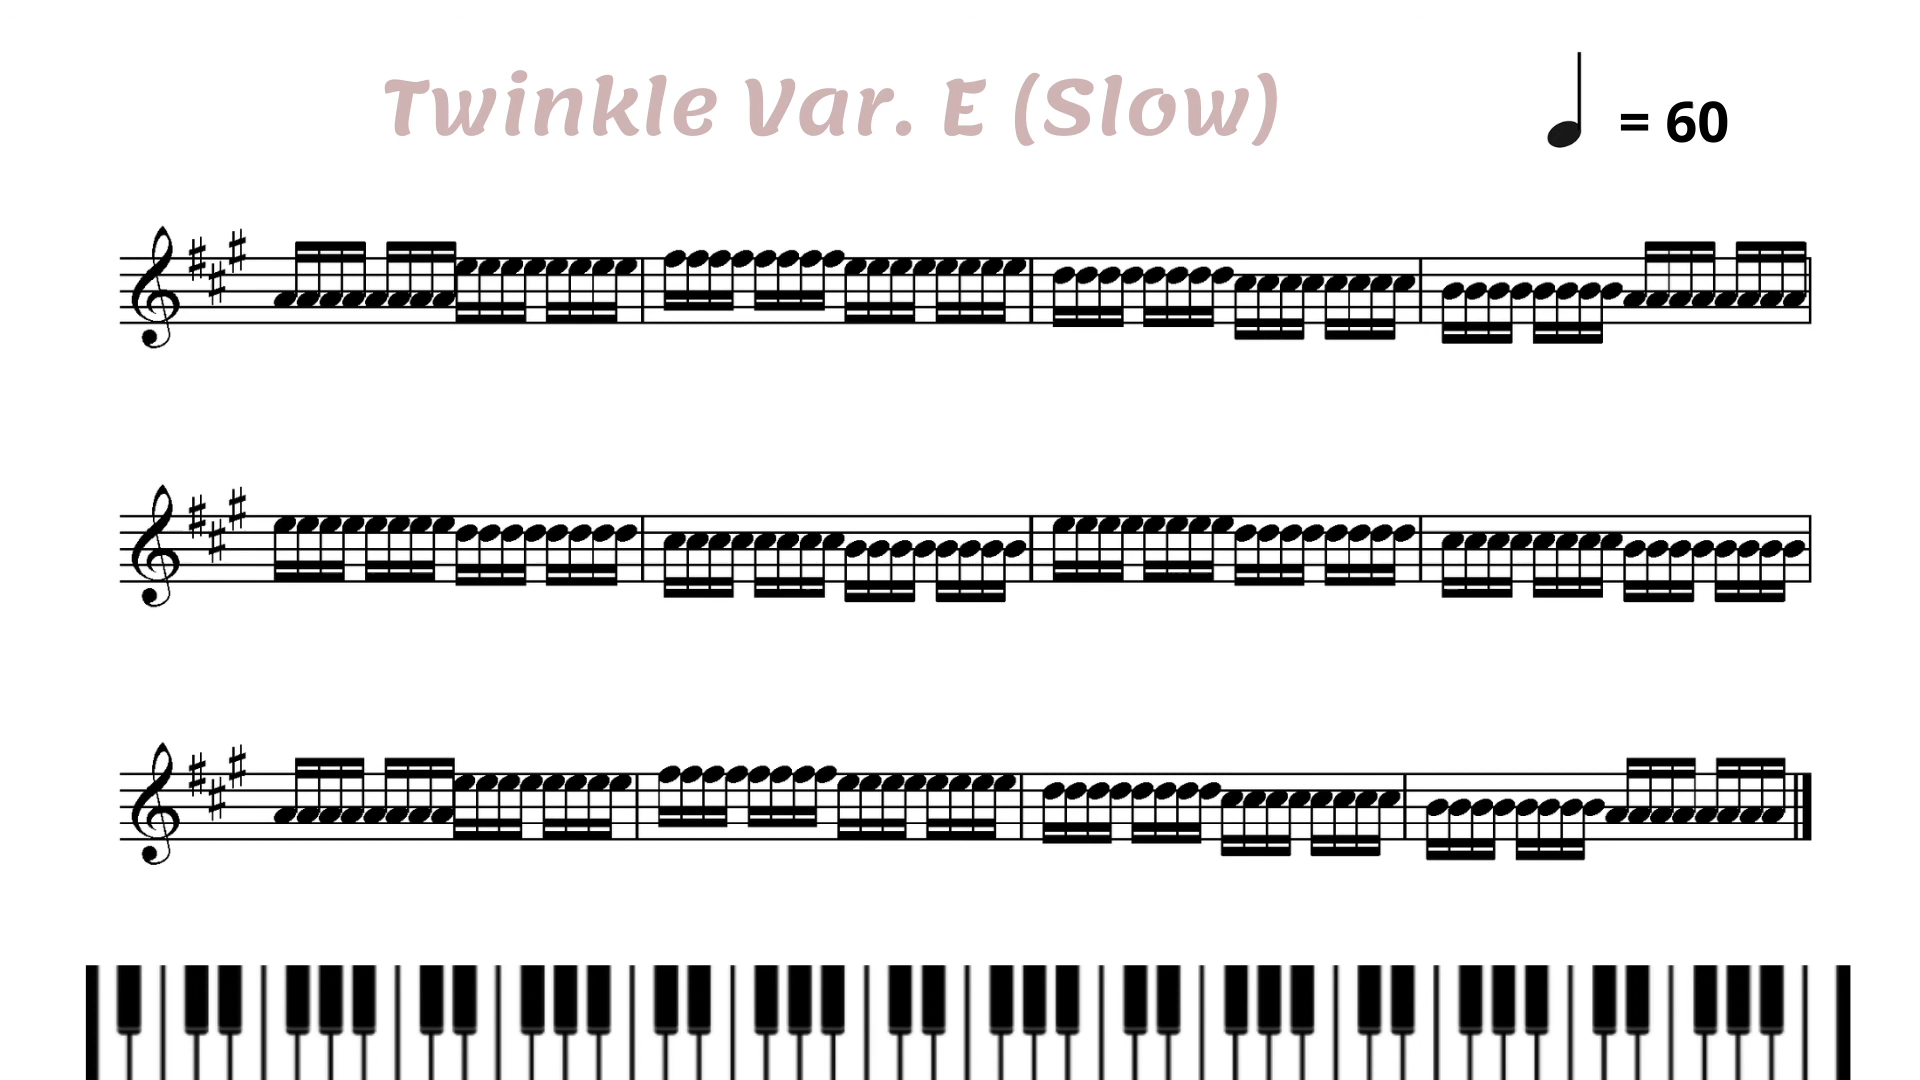 Twinkle Var. E (Slow)
= 60